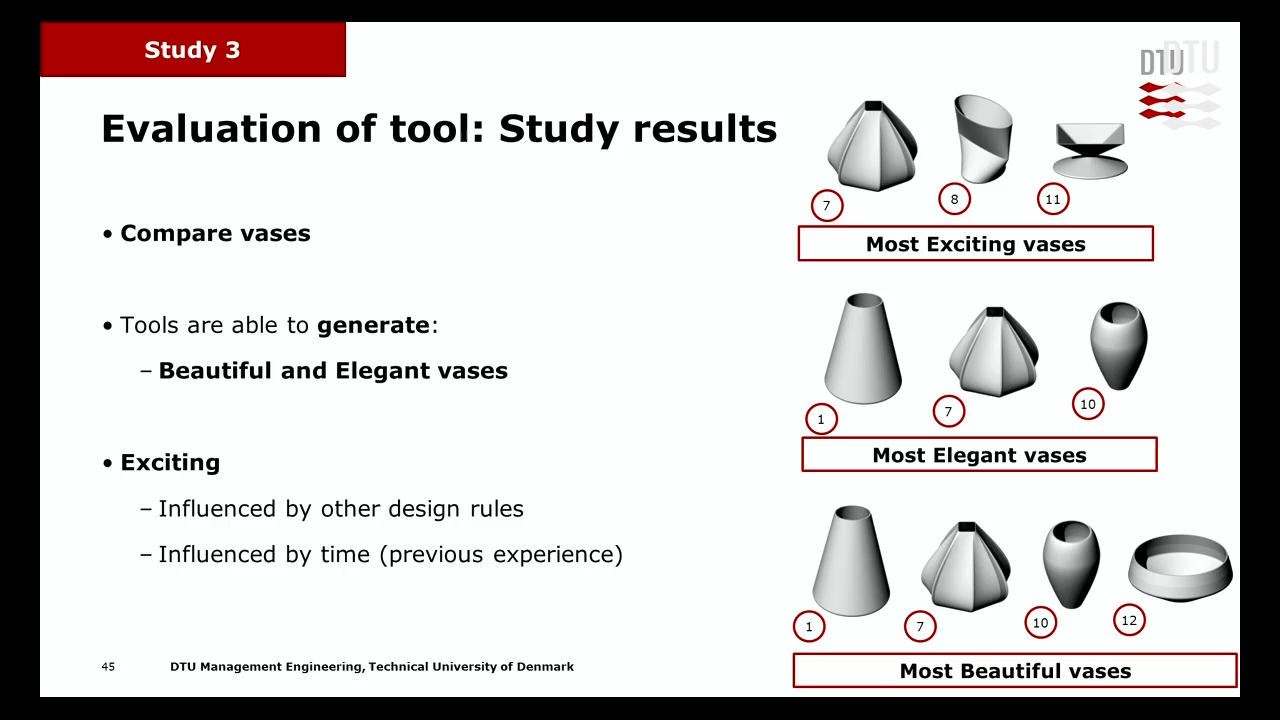 Study 3
DTU
DTU
Evaluation of tool: Study results
• Compare vases
• Tools are able to generate:
– Beautiful and Elegant vases
• Exciting
– Influenced by other design rules
– Influenced by time (previous experience)
7
8
11
Most Exciting vases
1
7
10
Most Elegant vases
1
7
10
12
Most Beautiful vases
45
DTU Management Engineering, Technical University of Denmark